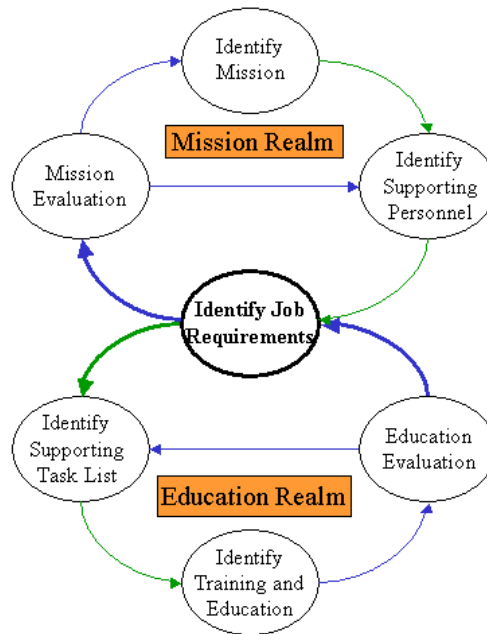 Identify
Mission
Mission Realm
Mission
Evaluation
Identify
Supporting
Personnel
Identify Job
Requirements
Identify
Supporting
Task List
Education
Evaluation
Education Realm
Identify
Training and
Education